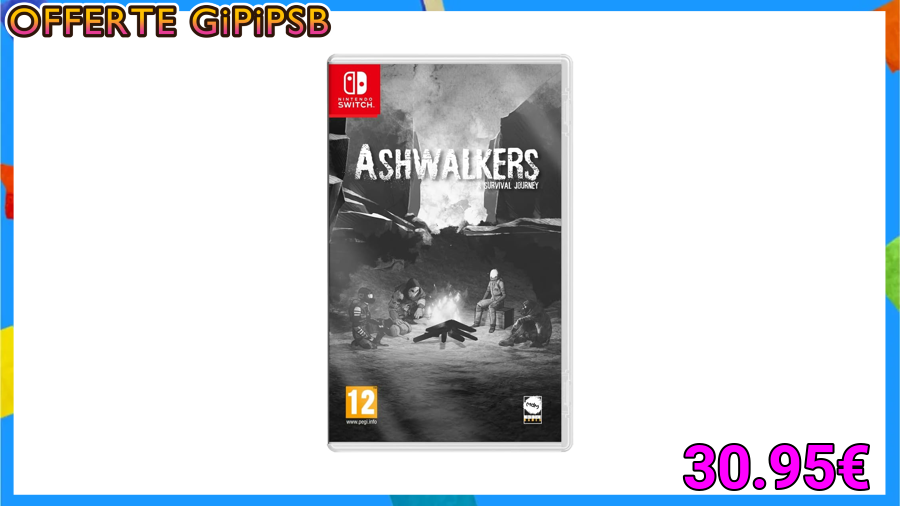 OFFERTE GiPiPSB
NINTENDO
SWITCH.
ASHWALKERS
A SURVIVAL JOURNEY
12
www.pegi.info
30.95€